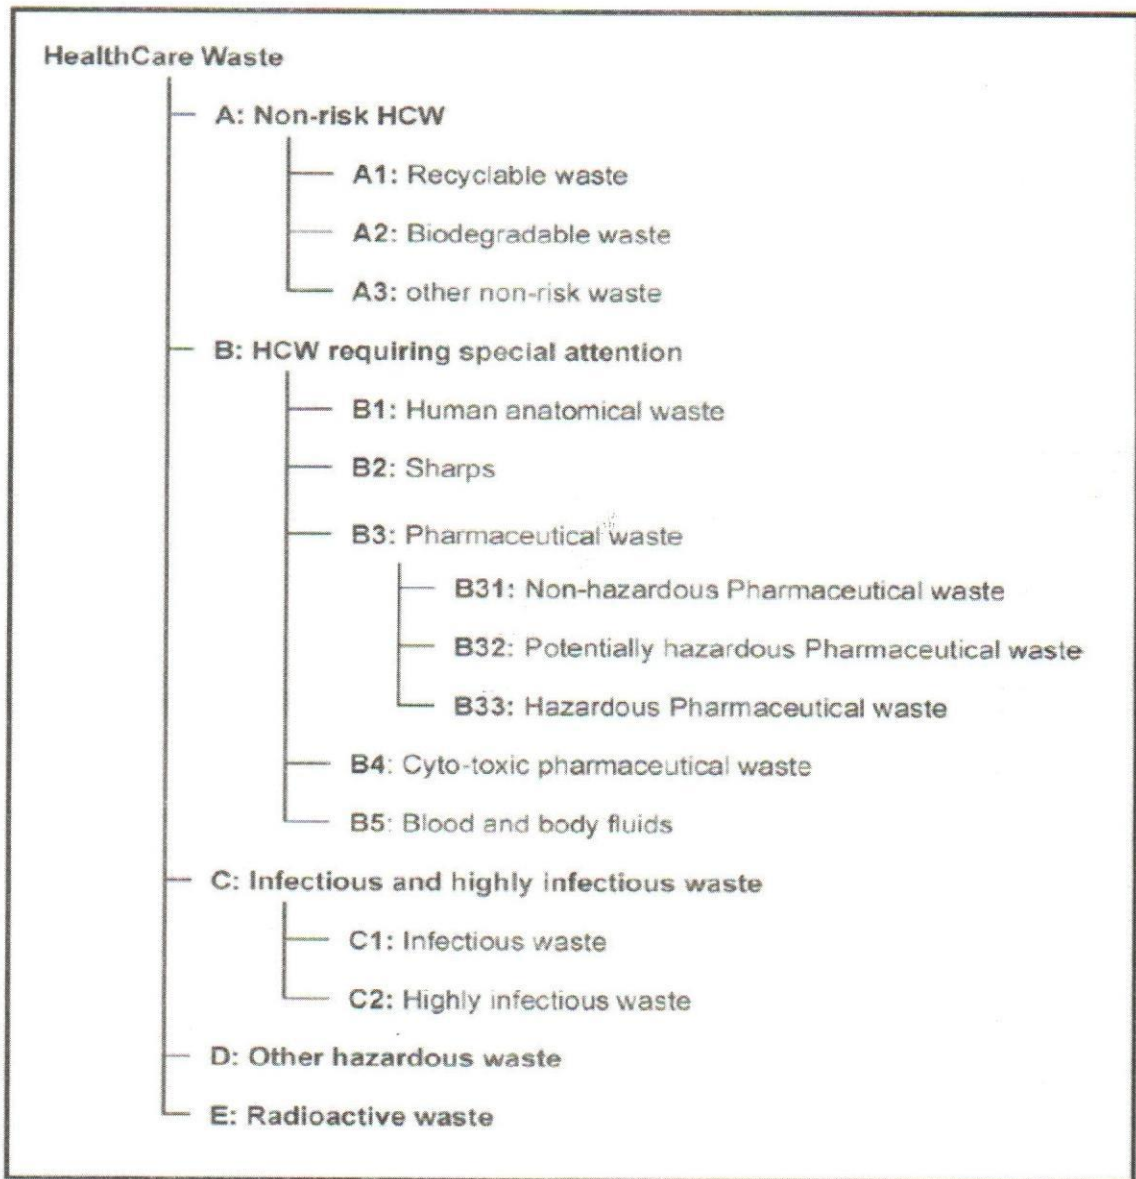 HealthCare Waste
A: Non-risk HCW
A1: Recyclable waste
A2: Biodegradable waste
A3: other non-risk waste
B: HCW requiring special attention
B1: Human anatomical waste
B2: Sharps
B3: Pharmaceutical waste
B31: Non-hazardous Pharmaceutical waste
B32: Potentially hazardous Pharmaceutical waste
B33: Hazardous Pharmaceutical waste
B4: Cyto-toxic pharmaceutical waste
B5: Blood and body fluids
C: Infectious and highly infectious waste
C1: Infectious waste
C2: Highly infectious waste
D: Other hazardous waste
E: Radioactive waste